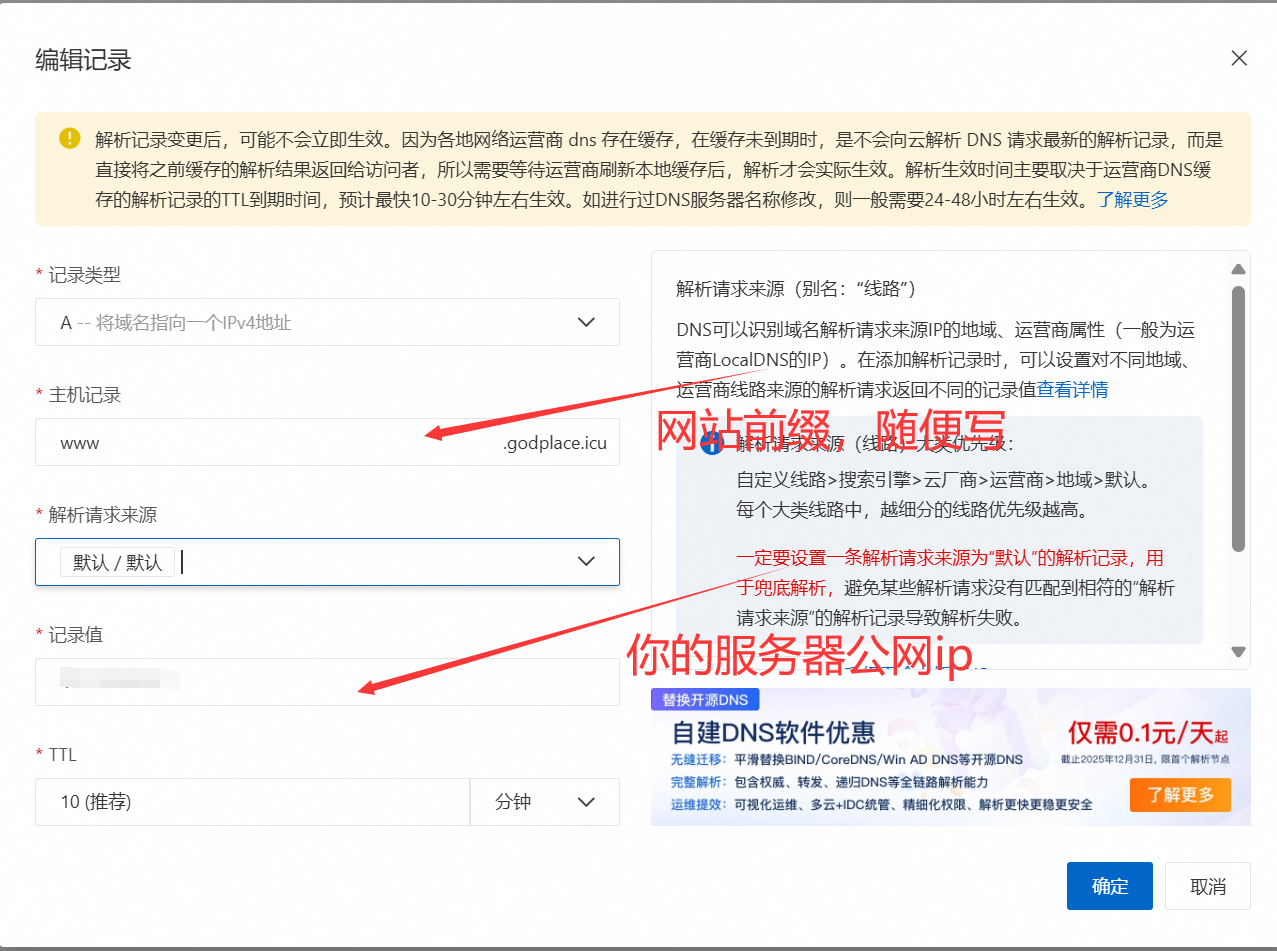 编辑记录
解析记录变更后，可能不会立即生效。因为各地网络运营商 dns 存在缓存，在缓存未到期时，是不会向云解析 DNS 请求最新的解析记录，而是
直接将之前缓存的解析结果返回给访问者，所以需要等待运营商刷新本地缓存后，解析才会实际生效。解析生效时间主要取决于运营商DNS缓
存的解析记录的TTL到期时间，预计最快10-30分钟左右生效。如进行过DNS服务器名称修改，则一般需要24-48小时左右生效。了解更多
* 记录类型
A -- 将域名指向一个IPv4地址
* 主机记录
www .godplace.icu
* 解析请求来源
默认 / 默认
* 记录值
* TTL
10 (推荐) 分钟
解析请求来源（别名：“线路”）
DNS可以识别域名解析请求来源IP的地域、运营商属性（一般为运
营商LocalDNS的IP）。在添加解析记录时，可以设置对不同地域、
运营商线路来源的解析请求返回不同的记录值查看详情
网站前缀，随便写
解析请求来源（线路）大类优先级：
自定义线路>搜索引擎>云厂商>运营商>地域>默认。
每个大类线路中，越细分的线路优先级越高。
一定要设置一条解析请求来源为“默认”的解析记录，用
于兜底解析，避免某些解析请求没有匹配到相符的“解析
请求来源”的解析记录导致解析失败。
你的服务器公网ip
替换开源DNS
自建DNS软件优惠
无缝迁移：平滑替换BIND/CoreDNS/Win AD DNS等开源DNS
完整解析：包含权威、转发、递归DNS等全链路解析能力
运维提效：可视化运维、多云+IDC统管、精细化权限、解析更快更稳更安全
仅需0.1元/天起
截止2025年12月31日，限首个解析节点
了解更多
确定 取消